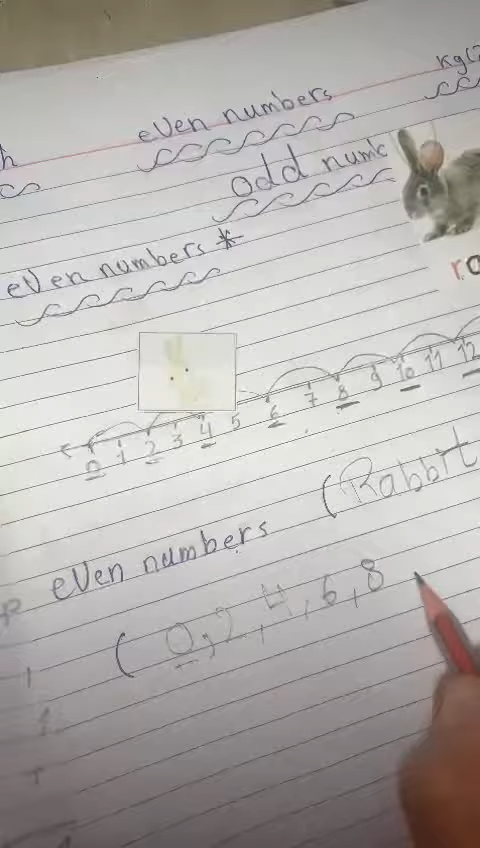 even numbers
odd
even numbers *
0 1 2 3 4 5 6 7 8 9 10 11 12
(Rabbit
even numbers
( 0, 2, 4, 6, 8